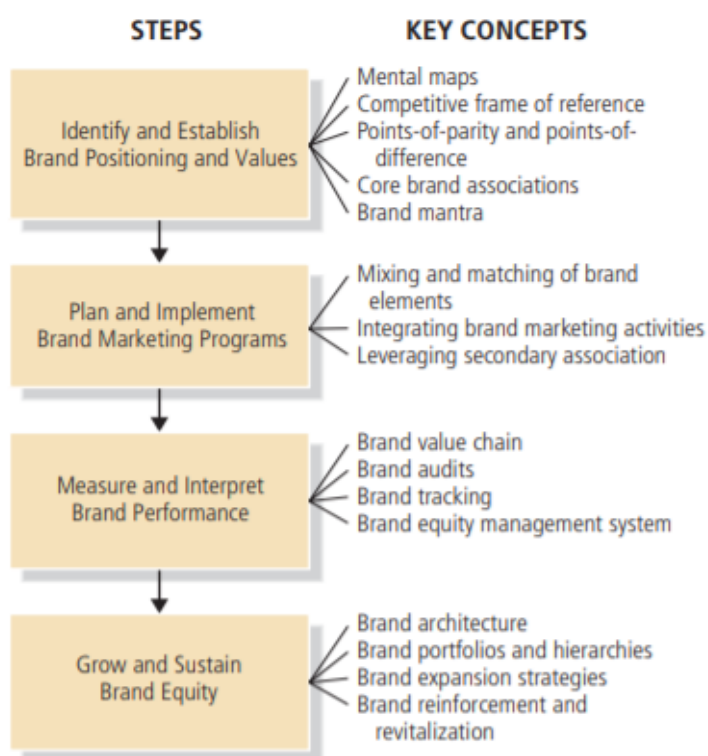 STEPS
KEY CONCEPTS
Identify and Establish
Brand Positioning and Values
Mental maps
Competitive frame of reference
Points-of-parity and points-of-
difference
Core brand associations
Brand mantra
Plan and Implement
Brand Marketing Programs
Mixing and matching of brand
elements
Integrating brand marketing activities
Leveraging secondary association
Measure and Interpret
Brand Performance
Brand value chain
Brand audits
Brand tracking
Brand equity management system
Grow and Sustain
Brand Equity
Brand architecture
Brand portfolios and hierarchies
Brand expansion strategies
Brand reinforcement and
revitalization